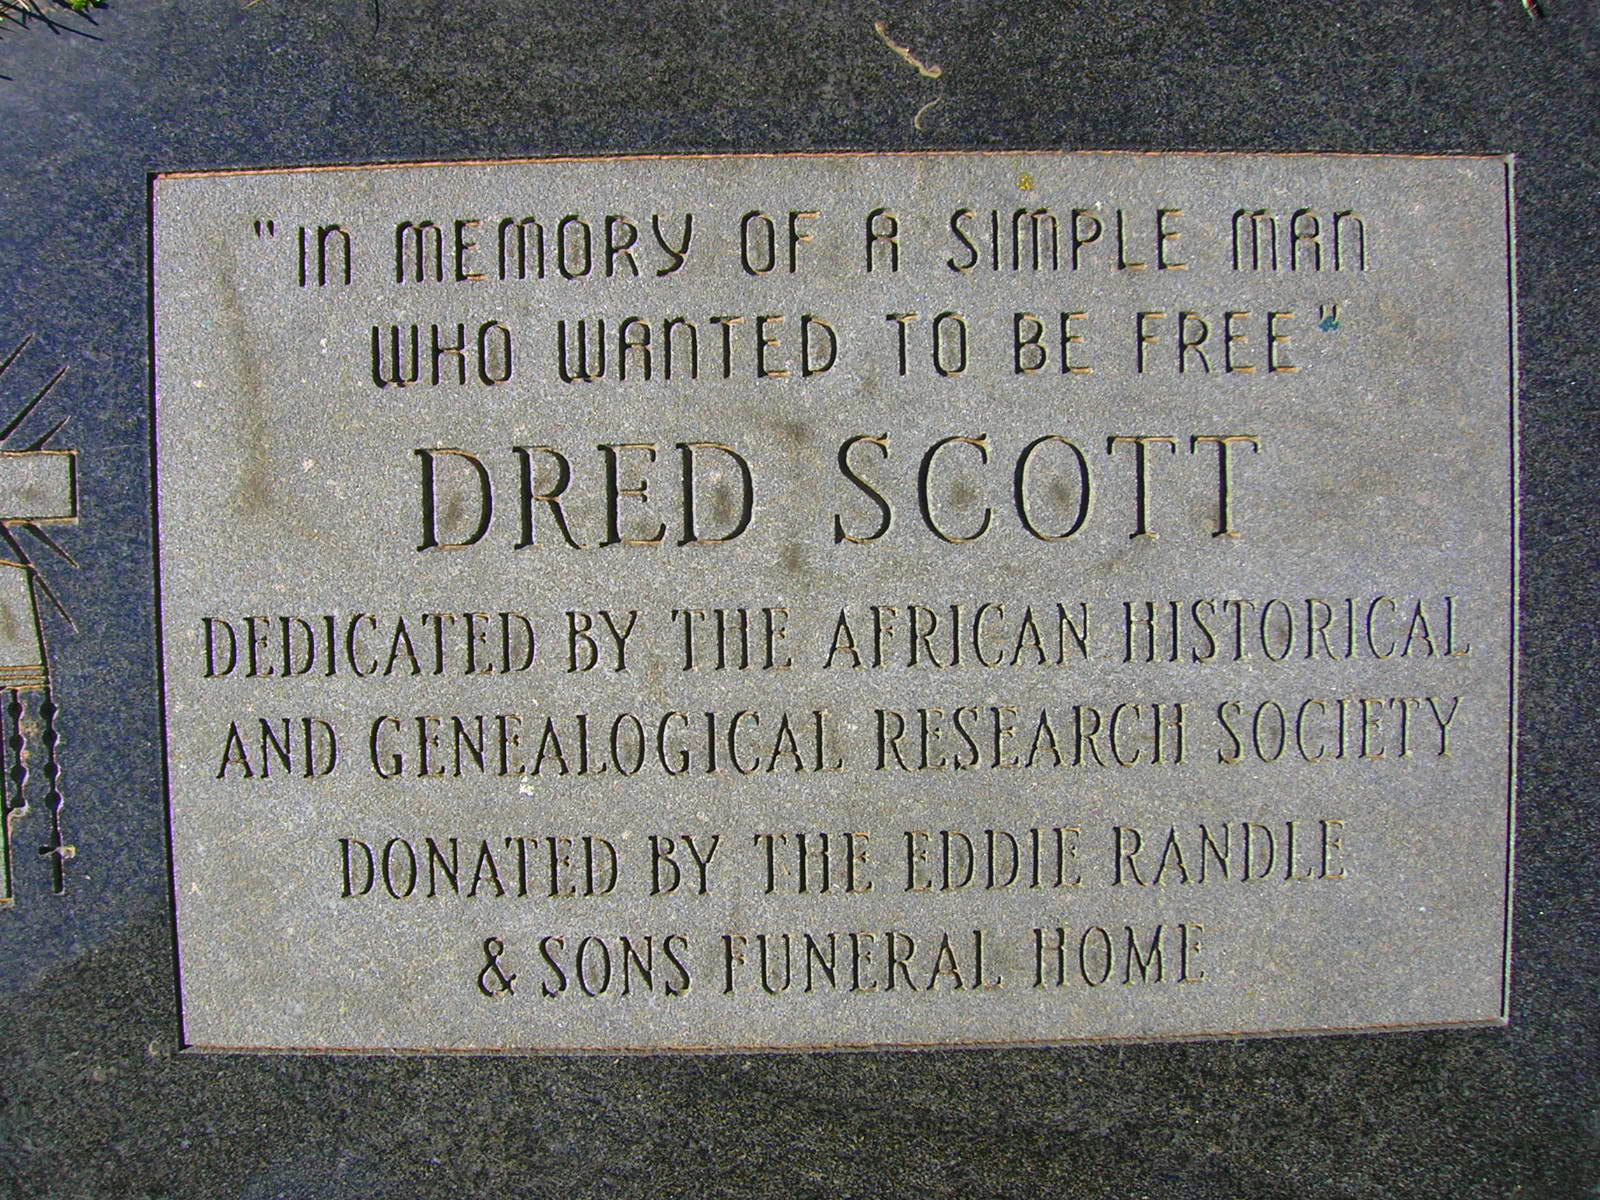 "IN MEMORY OF A SIMPLE MAN
WHO WANTED TO BE FREE"
DRED SCOTT
DEDICATED BY THE AFRICAN HISTORICAL
AND GENEALOGICAL RESEARCH SOCIETY
DONATED BY THE EDDIE RANDLE
& SONS FUNERAL HOME